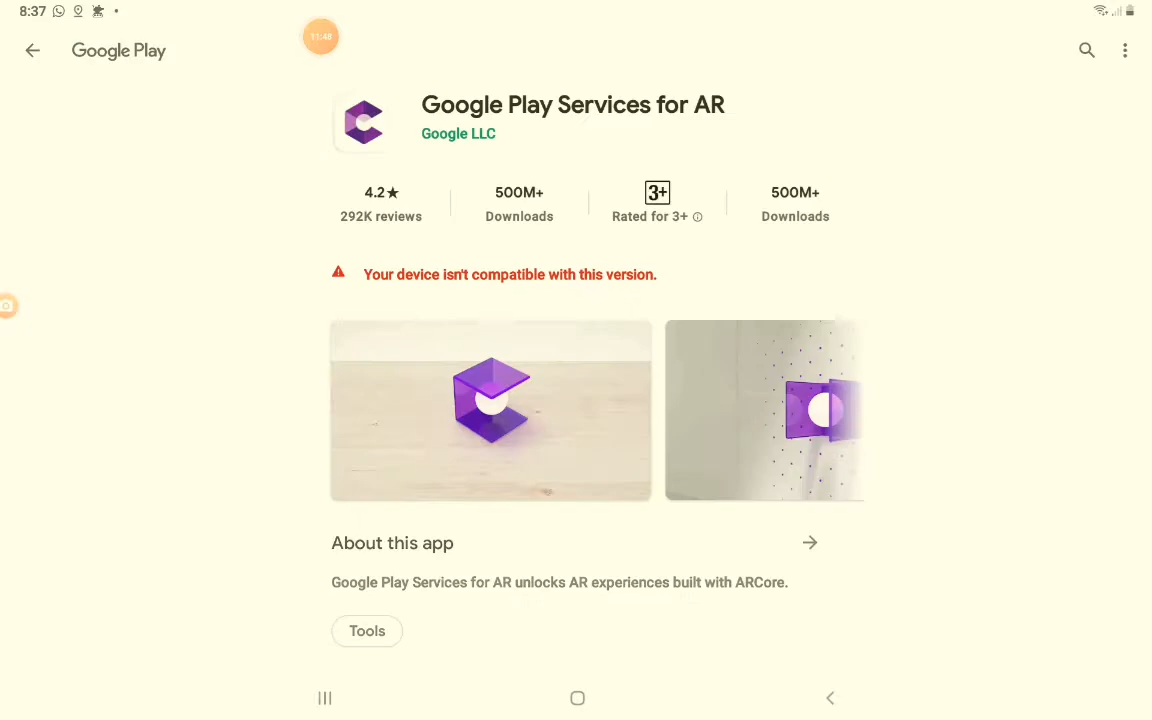 8:37
11:48
Google Play
Google Play Services for AR
Google LLC
4.2★
292K reviews
500M+
Downloads
3+
Rated for 3+
500M+
Downloads
Your device isn't compatible with this version.
About this app
Google Play Services for AR unlocks AR experiences built with ARCore.
Tools